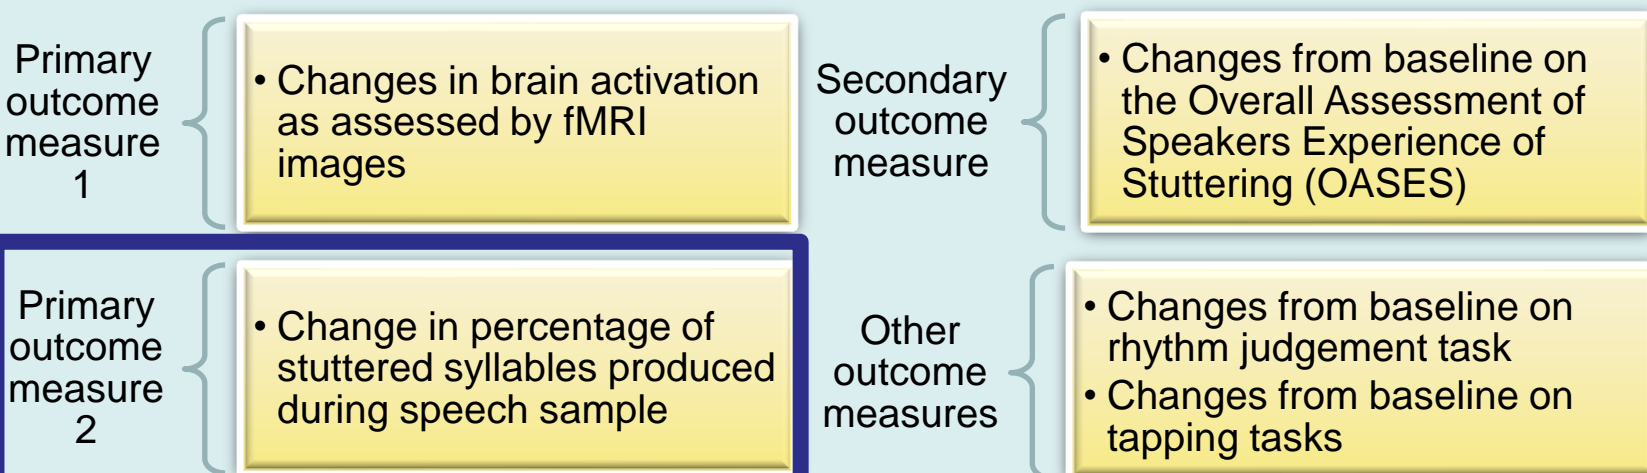 Primary
outcome
measure
1
• Changes in brain activation
as assessed by fMRI
images
Secondary
outcome
measure
• Changes from baseline on
the Overall Assessment of
Speakers Experience of
Stuttering (OASES)
Primary
outcome
measure
2
• Change in percentage of
stuttered syllables produced
during speech sample
Other
outcome
measures
• Changes from baseline on
rhythm judgement task
• Changes from baseline on
tapping tasks